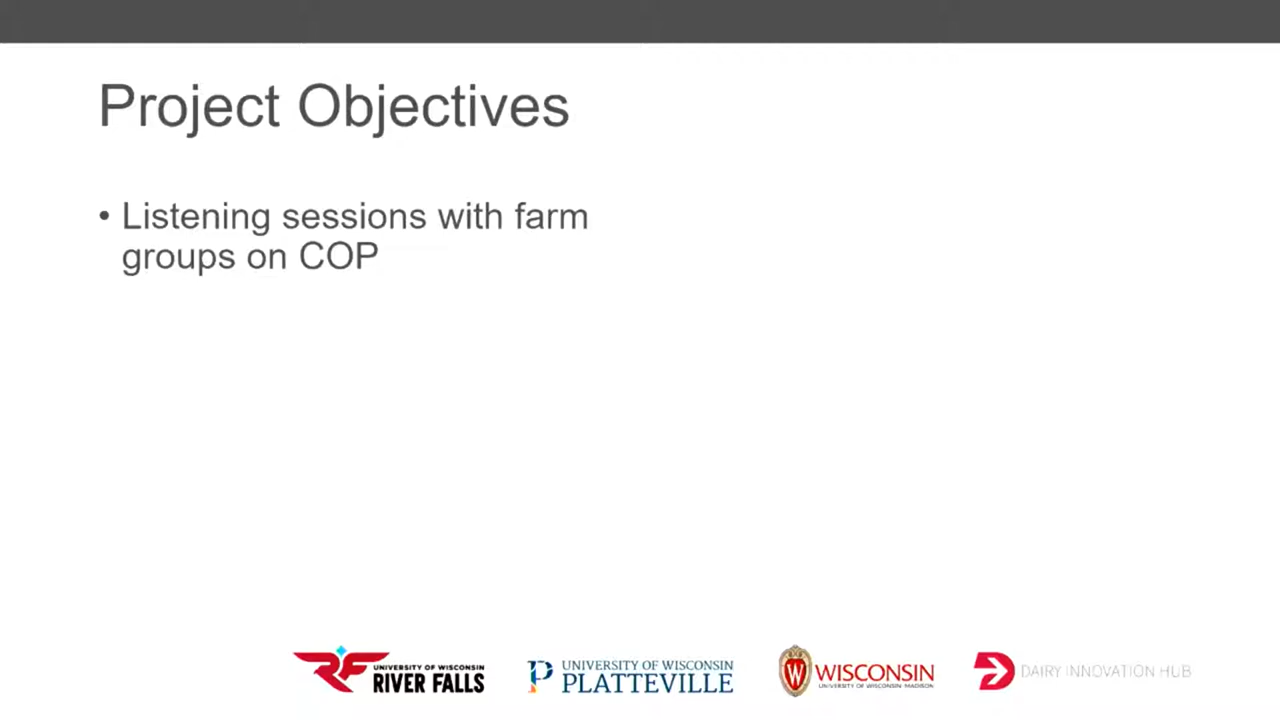 Project Objectives
• Listening sessions with farm
groups on COP
UNIVERSITY OF WISCONSIN
RIVER FALLS
UNIVERSITY OF WISCONSIN
PLATTEVILLE
WISCONSIN
UNIVERSITY OF WISCONSIN-MADISON
DAIRY INNOVATION HUB